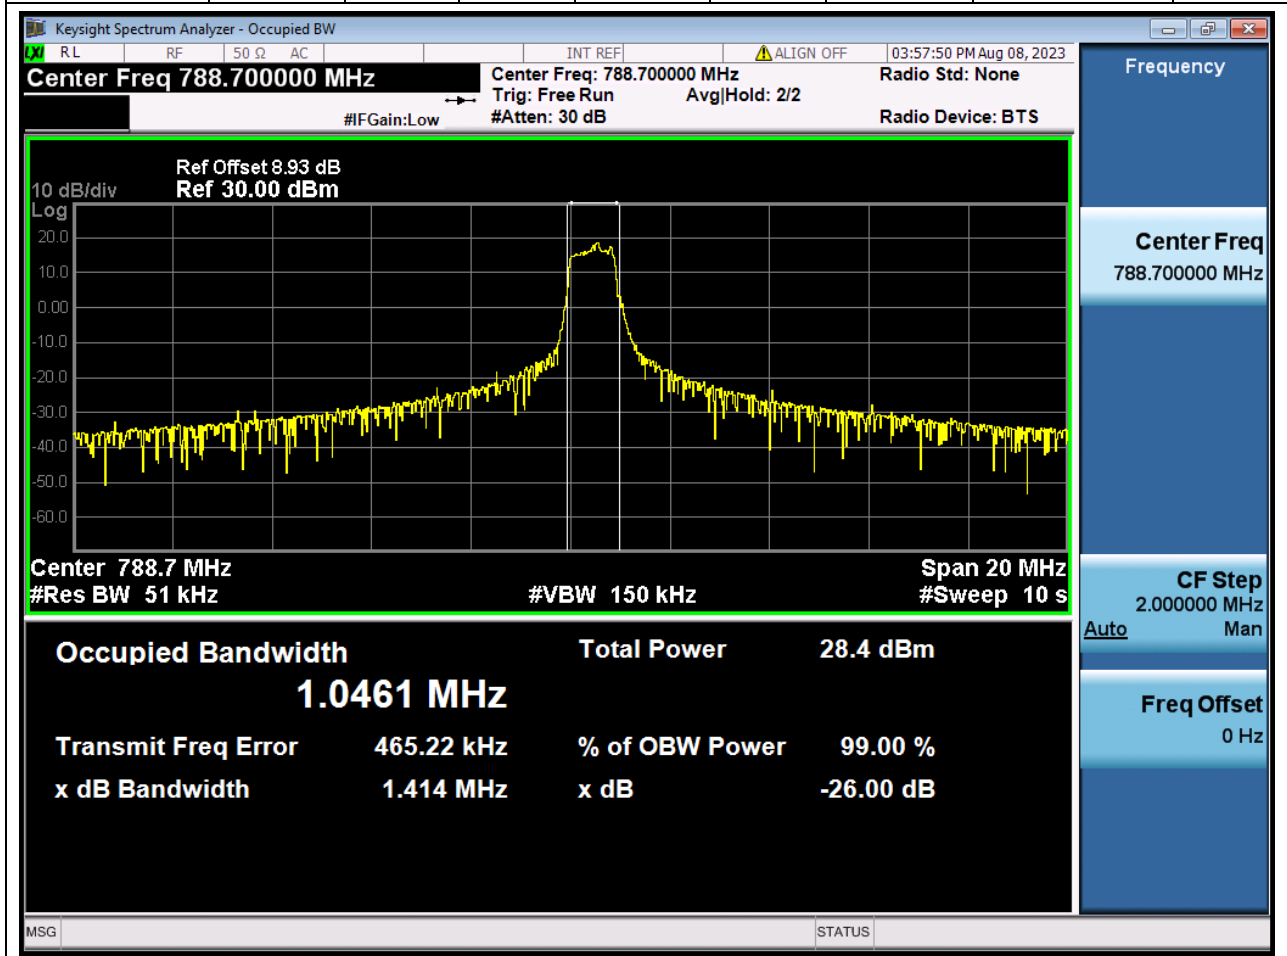 Keysight Spectrum Analyzer - Occupied BW
LXI RL RF 50 Ω AC INT REF ALIGN OFF 03:57:50 PM Aug 08, 2023
Center Freq 788.700000 MHz
Center Freq: 788.700000 MHz
Radio Std: None
Trig: Free Run Avg|Hold: 2/2
#IFGain:Low
#Atten: 30 dB
Radio Device: BTS
Frequency
Ref Offset 8.93 dB
10 dB/div Ref 30.00 dBm
Log
20.0
10.0
0.00
-10.0
-20.0
-30.0
-40.0
-50.0
-60.0
Center 788.7 MHz Span 20 MHz
#Res BW 51 kHz #VBW 150 kHz #Sweep 10 s
Center Freq
788.700000 MHz
CF Step
2.000000 MHz
Auto Man
Freq Offset
0 Hz
Occupied Bandwidth
1.0461 MHz
Total Power 28.4 dBm
Transmit Freq Error 465.22 kHz % of OBW Power 99.00 %
x dB Bandwidth 1.414 MHz x dB -26.00 dB
MSG STATUS